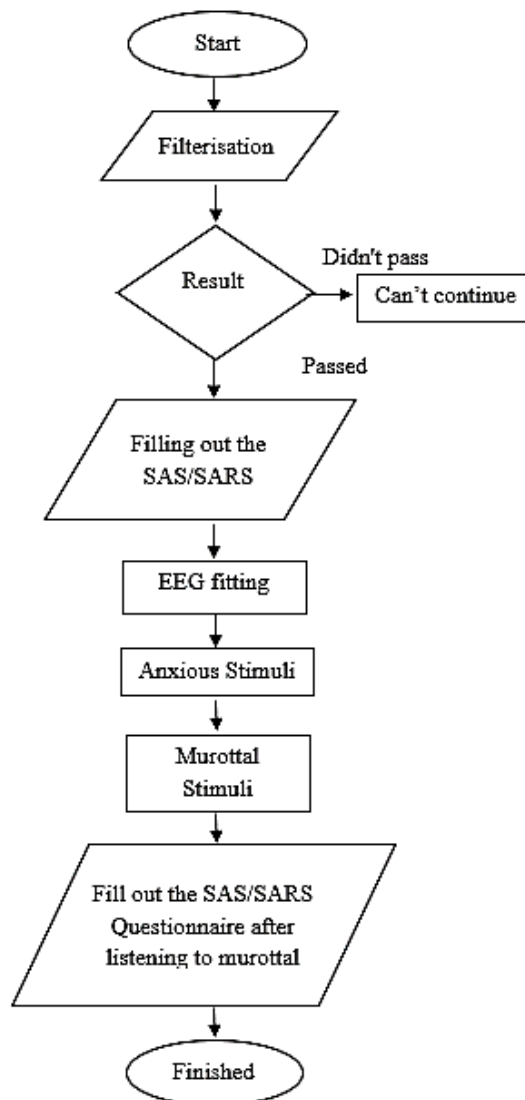 Start
Filterisation
Result
Didn't pass
Can't continue
Passed
Filling out the
SAS/SARS
EEG fitting
Anxious Stimuli
Murottal
Stimuli
Fill out the SAS/SARS
Questionnaire after
listening to murottal
Finished